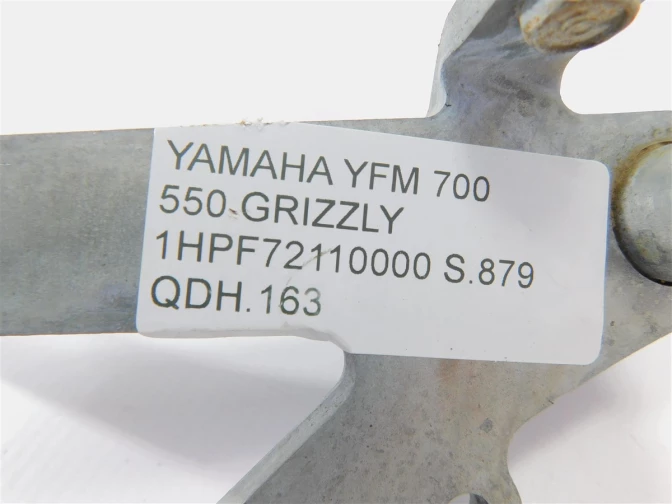 YAMAHA YFM 700
550 GRIZZLY
1HPF72110000 S.879
QDH.163